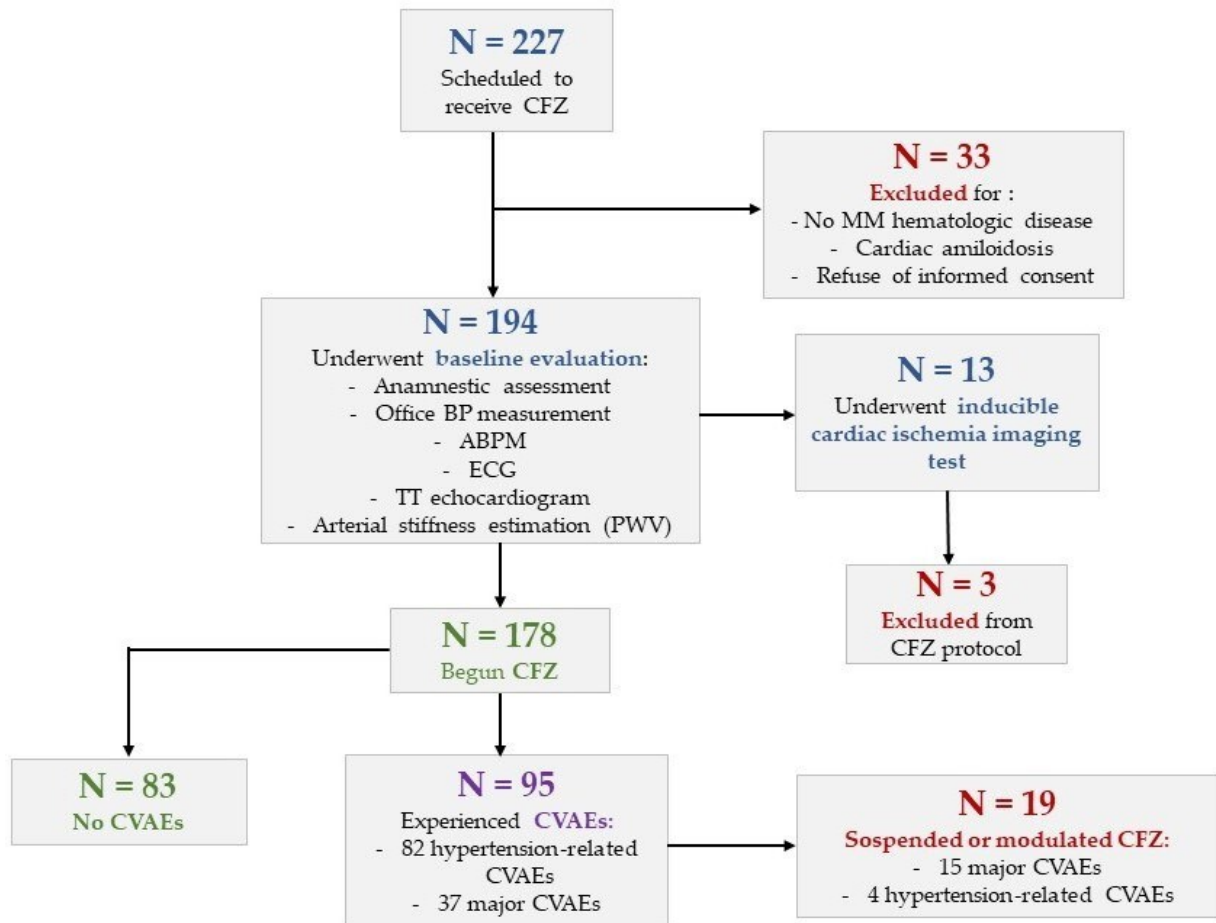 N = 227
Scheduled to
receive CFZ
N = 33
Excluded for :
- No MM hematologic disease
- Cardiac amiloidosis
- Refuse of informed consent
N = 194
Underwent baseline evaluation:
- Anamnestic assessment
- Office BP measurement
- ABPM
- ECG
- TT echocardiogram
- Arterial stiffness estimation (PWV)
N = 13
Underwent inducible
cardiac ischemia imaging
test
N = 3
Excluded from
CFZ protocol
N = 178
Begun CFZ
N = 83
No CVAEs
N = 95
Experienced CVAEs:
- 82 hypertension-related
CVAEs
- 37 major CVAEs
N = 19
Sospended or modulated CFZ:
- 15 major CVAEs
- 4 hypertension-related CVAEs